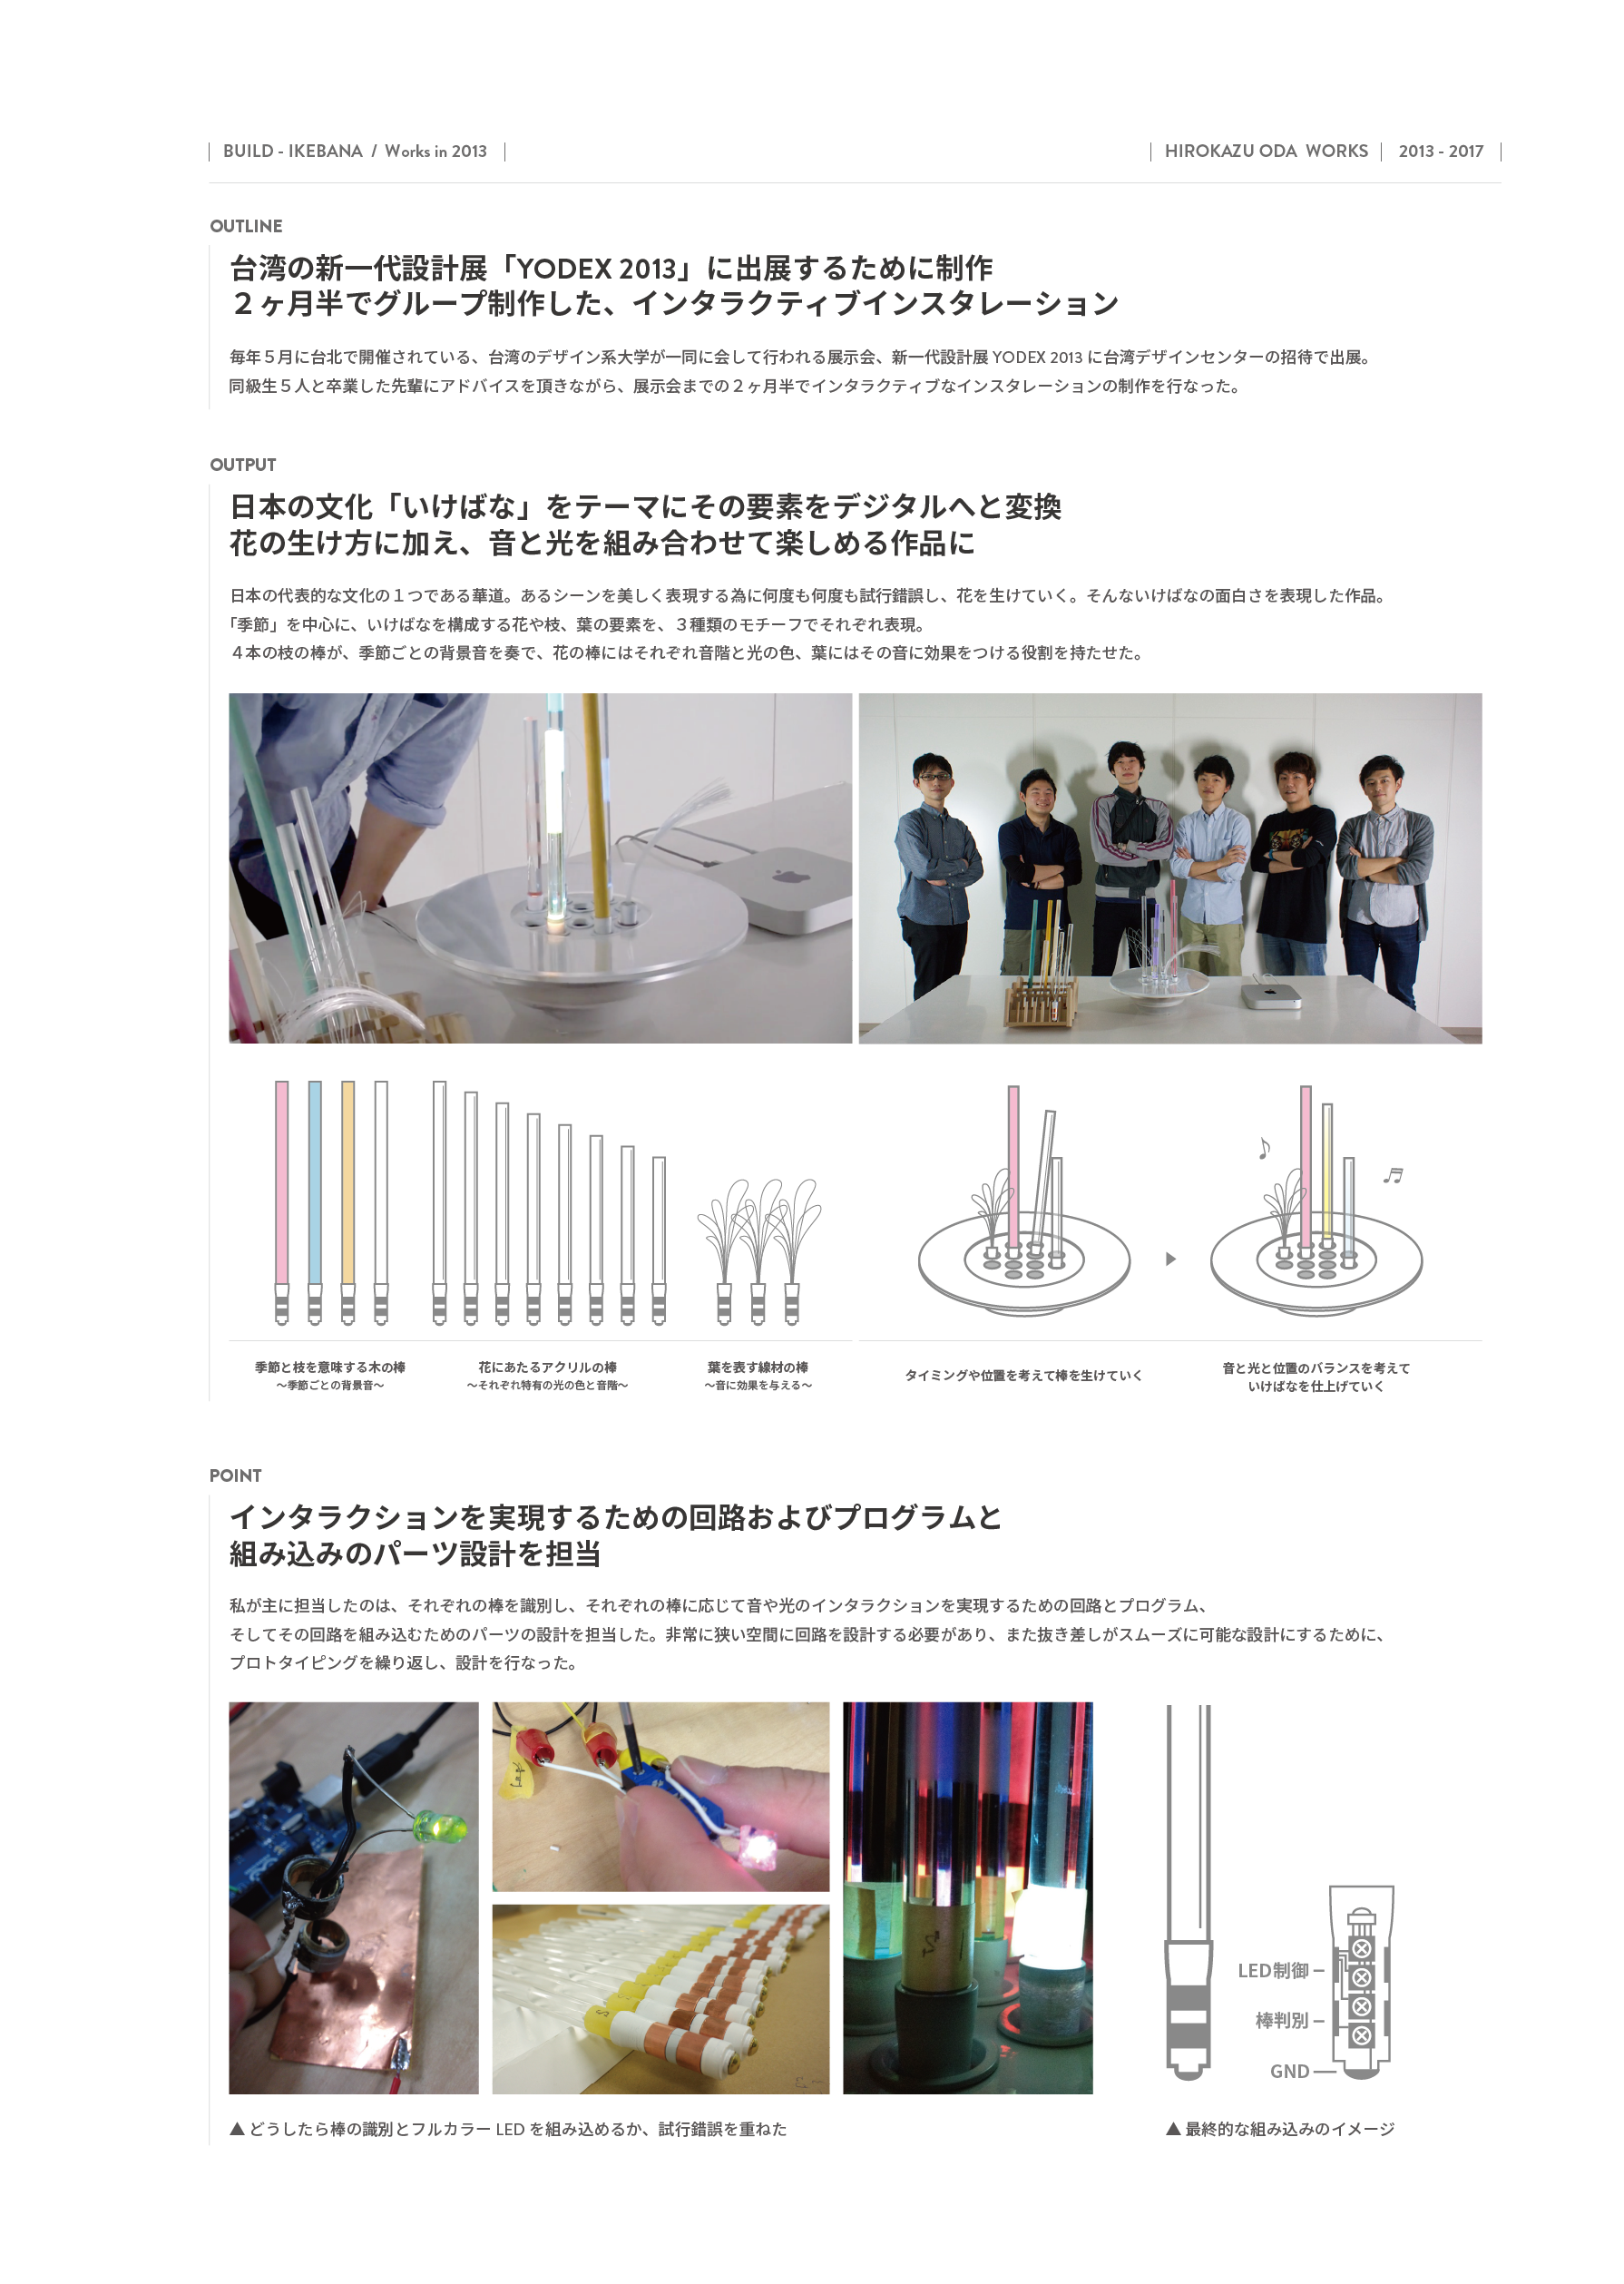 BUILD - IKEBANA / Works in 2013
HIROKAZU ODA WORKS
2013 - 2017
OUTLINE
台湾の新一代設計展「YODEX 2013」に出展するために制作
２ヶ月半でグループ制作した、インタラクティブインスタレーション
毎年５月に台北で開催されている、台湾のデザイン系大学が一同に会して行われる展示会、新一代設計展 YODEX 2013 に台湾デザインセンターの招待で出展。
同級生５人と卒業した先輩にアドバイスを頂きながら、展示会までの２ヶ月半でインタラクティブなインスタレーションの制作を行なった。
OUTPUT
日本の文化「いけばな」をテーマにその要素をデジタルへと変換
花の生け方に加え、音と光を組み合わせて楽しめる作品に
日本の代表的な文化の１つである華道。あるシーンを美しく表現する為に何度も何度も試行錯誤し、花を生けていく。そんないけばなの面白さを表現した作品。
「季節」を中心に、いけばなを構成する花や枝、葉の要素を、３種類のモチーフでそれぞれ表現。
４本の枝の棒が、季節ごとの背景音を奏で、花の棒にはそれぞれ音階と光の色、葉にはその音に効果をつける役割を持たせた。
季節と枝を意味する木の棒
〜季節ごとの背景音〜
花にあたるアクリルの棒
〜それぞれ特有の光の色と音階〜
葉を表す線材の棒
〜音に効果を与える〜
タイミングや位置を考えて棒を生けていく
音と光と位置のバランスを考えて
いけばなを仕上げていく
POINT
インタラクションを実現するための回路およびプログラムと
組み込みのパーツ設計を担当
私が主に担当したのは、それぞれの棒を識別し、それぞれの棒に応じて音や光のインタラクションを実現するための回路とプログラム、
そしてその回路を組み込むためのパーツの設計を担当した。非常に狭い空間に回路を設計する必要があり、また抜き差しがスムーズに可能な設計にするために、
プロトタイピングを繰り返し、設計を行なった。
LED制御
棒判別
GND
▲ どうしたら棒の識別とフルカラー LED を組み込めるか、試行錯誤を重ねた
▲ 最終的な組み込みのイメージ